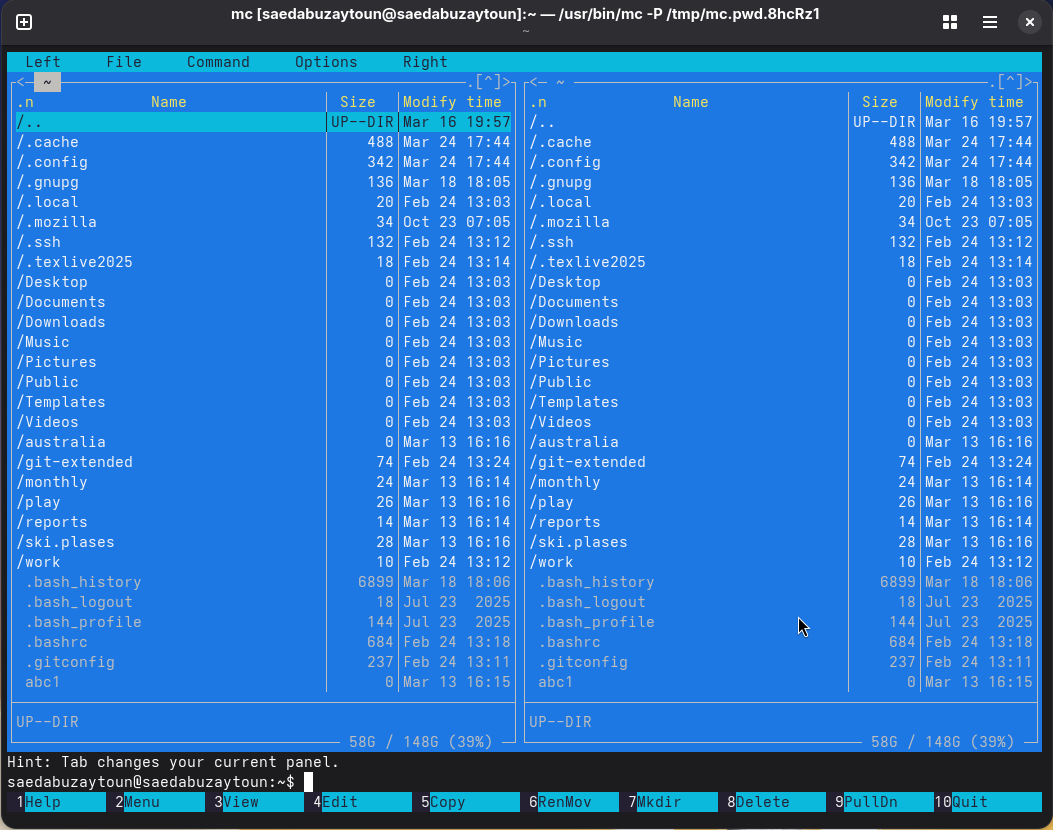 mc [saedabuzaytoun@saedabuzaytoun]:~ — /usr/bin/mc -P /tmp/mc.pwd.8hcRz1
~
Left File Command Options Right
<─ ~ ─.[^]>┐┌<─ ~ ─.[^]>
.n Name Size Modify time .n Name Size Modify time
/.. UP--DIR Mar 16 19:57 /.. UP--DIR Mar 16 19:57
/.cache 488 Mar 24 17:44 /.cache 488 Mar 24 17:44
/.config 342 Mar 24 17:44 /.config 342 Mar 24 17:44
/.gnupg 136 Mar 18 18:05 /.gnupg 136 Mar 18 18:05
/.local 20 Feb 24 13:03 /.local 20 Feb 24 13:03
/.mozilla 34 Oct 23 07:05 /.mozilla 34 Oct 23 07:05
/.ssh 132 Feb 24 13:12 /.ssh 132 Feb 24 13:12
/.texlive2025 18 Feb 24 13:14 /.texlive2025 18 Feb 24 13:14
/Desktop 0 Feb 24 13:03 /Desktop 0 Feb 24 13:03
/Documents 0 Feb 24 13:03 /Documents 0 Feb 24 13:03
/Downloads 0 Feb 24 13:03 /Downloads 0 Feb 24 13:03
/Music 0 Feb 24 13:03 /Music 0 Feb 24 13:03
/Pictures 0 Feb 24 13:03 /Pictures 0 Feb 24 13:03
/Public 0 Feb 24 13:03 /Public 0 Feb 24 13:03
/Templates 0 Feb 24 13:03 /Templates 0 Feb 24 13:03
/Videos 0 Feb 24 13:03 /Videos 0 Feb 24 13:03
/australia 0 Mar 13 16:16 /australia 0 Mar 13 16:16
/git-extended 74 Feb 24 13:24 /git-extended 74 Feb 24 13:24
/monthly 24 Mar 13 16:14 /monthly 24 Mar 13 16:14
/play 26 Mar 13 16:16 /play 26 Mar 13 16:16
/reports 14 Mar 13 16:14 /reports 14 Mar 13 16:14
/ski.plases 28 Mar 13 16:16 /ski.plases 28 Mar 13 16:16
/work 10 Feb 24 13:12 /work 10 Feb 24 13:12
.bash_history 6899 Mar 18 18:06 .bash_history 6899 Mar 18 18:06
.bash_logout 18 Jul 23 2025 .bash_logout 18 Jul 23 2025
.bash_profile 144 Jul 23 2025 .bash_profile 144 Jul 23 2025
.bashrc 684 Feb 24 13:18 .bashrc 684 Feb 24 13:18
.gitconfig 237 Feb 24 13:11 .gitconfig 237 Feb 24 13:11
abc1 0 Mar 13 16:15 abc1 0 Mar 13 16:15
UP--DIR UP--DIR
58G / 148G (39%) 58G / 148G (39%)
Hint: Tab changes your current panel.
saedabuzaytoun@saedabuzaytoun:~$
1Help 2Menu 3View 4Edit 5Copy 6RenMov 7Mkdir 8Delete 9PullDn 10Quit